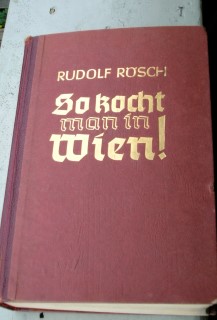 RUDOLF RÖSCH
So kocht
man in
Wien!